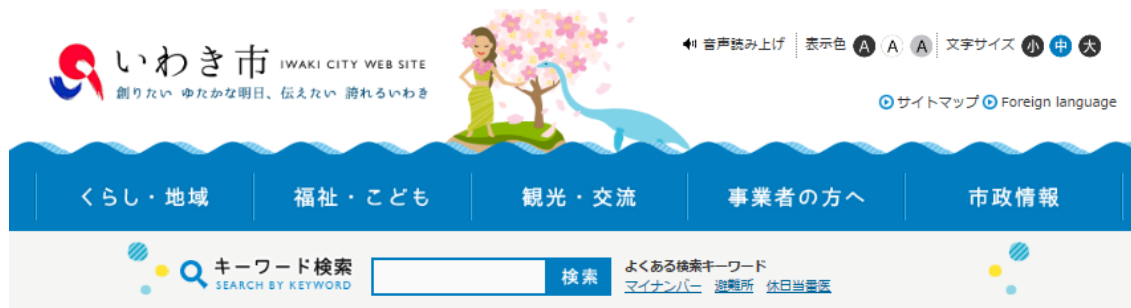 いわき市 IWAKI CITY WEB SITE
創りたい ゆたかな明日、伝えたい 誇れるいわき
音声読み上げ 表示色 A A A 文字サイズ 小 中 大
サイトマップ Foreign language
くらし・地域 福祉・こども 観光・交流 事業者の方へ 市政情報
キーワード検索
SEARCH BY KEYWORD
検索
よくある検索キーワード
マイナンバー 避難所 休日当番医